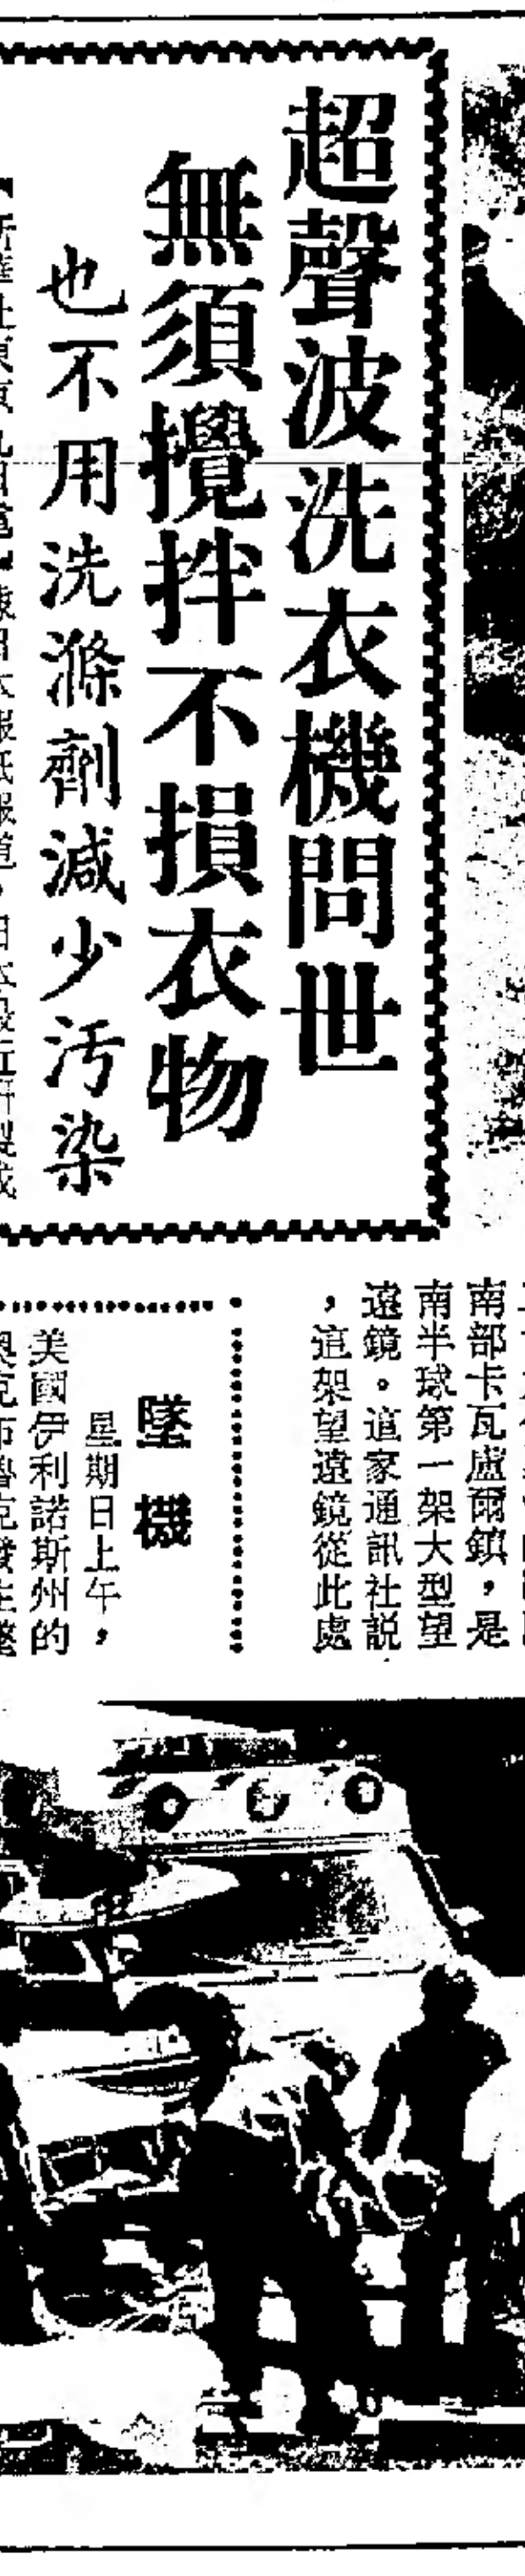 超聲波洗衣機問世
無須攪拌不損衣物
也不用洗滌劑減少汚染
南部卡瓦盧爾鎮，是
南半球第一架大型望
遠鏡。這家通訊社説
，這架望遠鏡從此處
墜機
星期日上午，
美國伊利諾斯州的